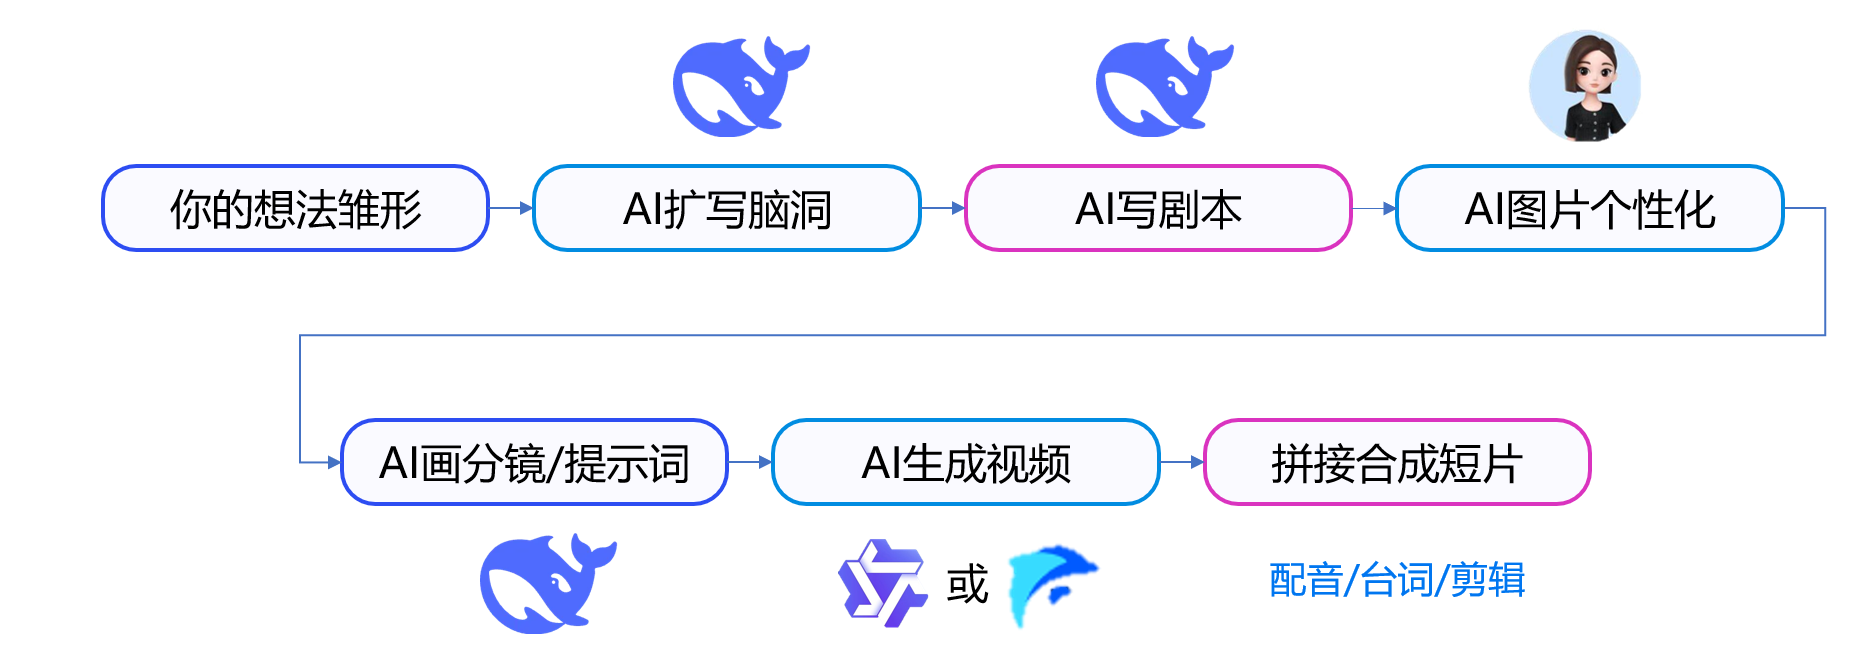 你的想法雏形
AI扩写脑洞
AI写剧本
AI图片个性化
AI画分镜/提示词
AI生成视频
拼接合成短片
或
配音/台词/剪辑